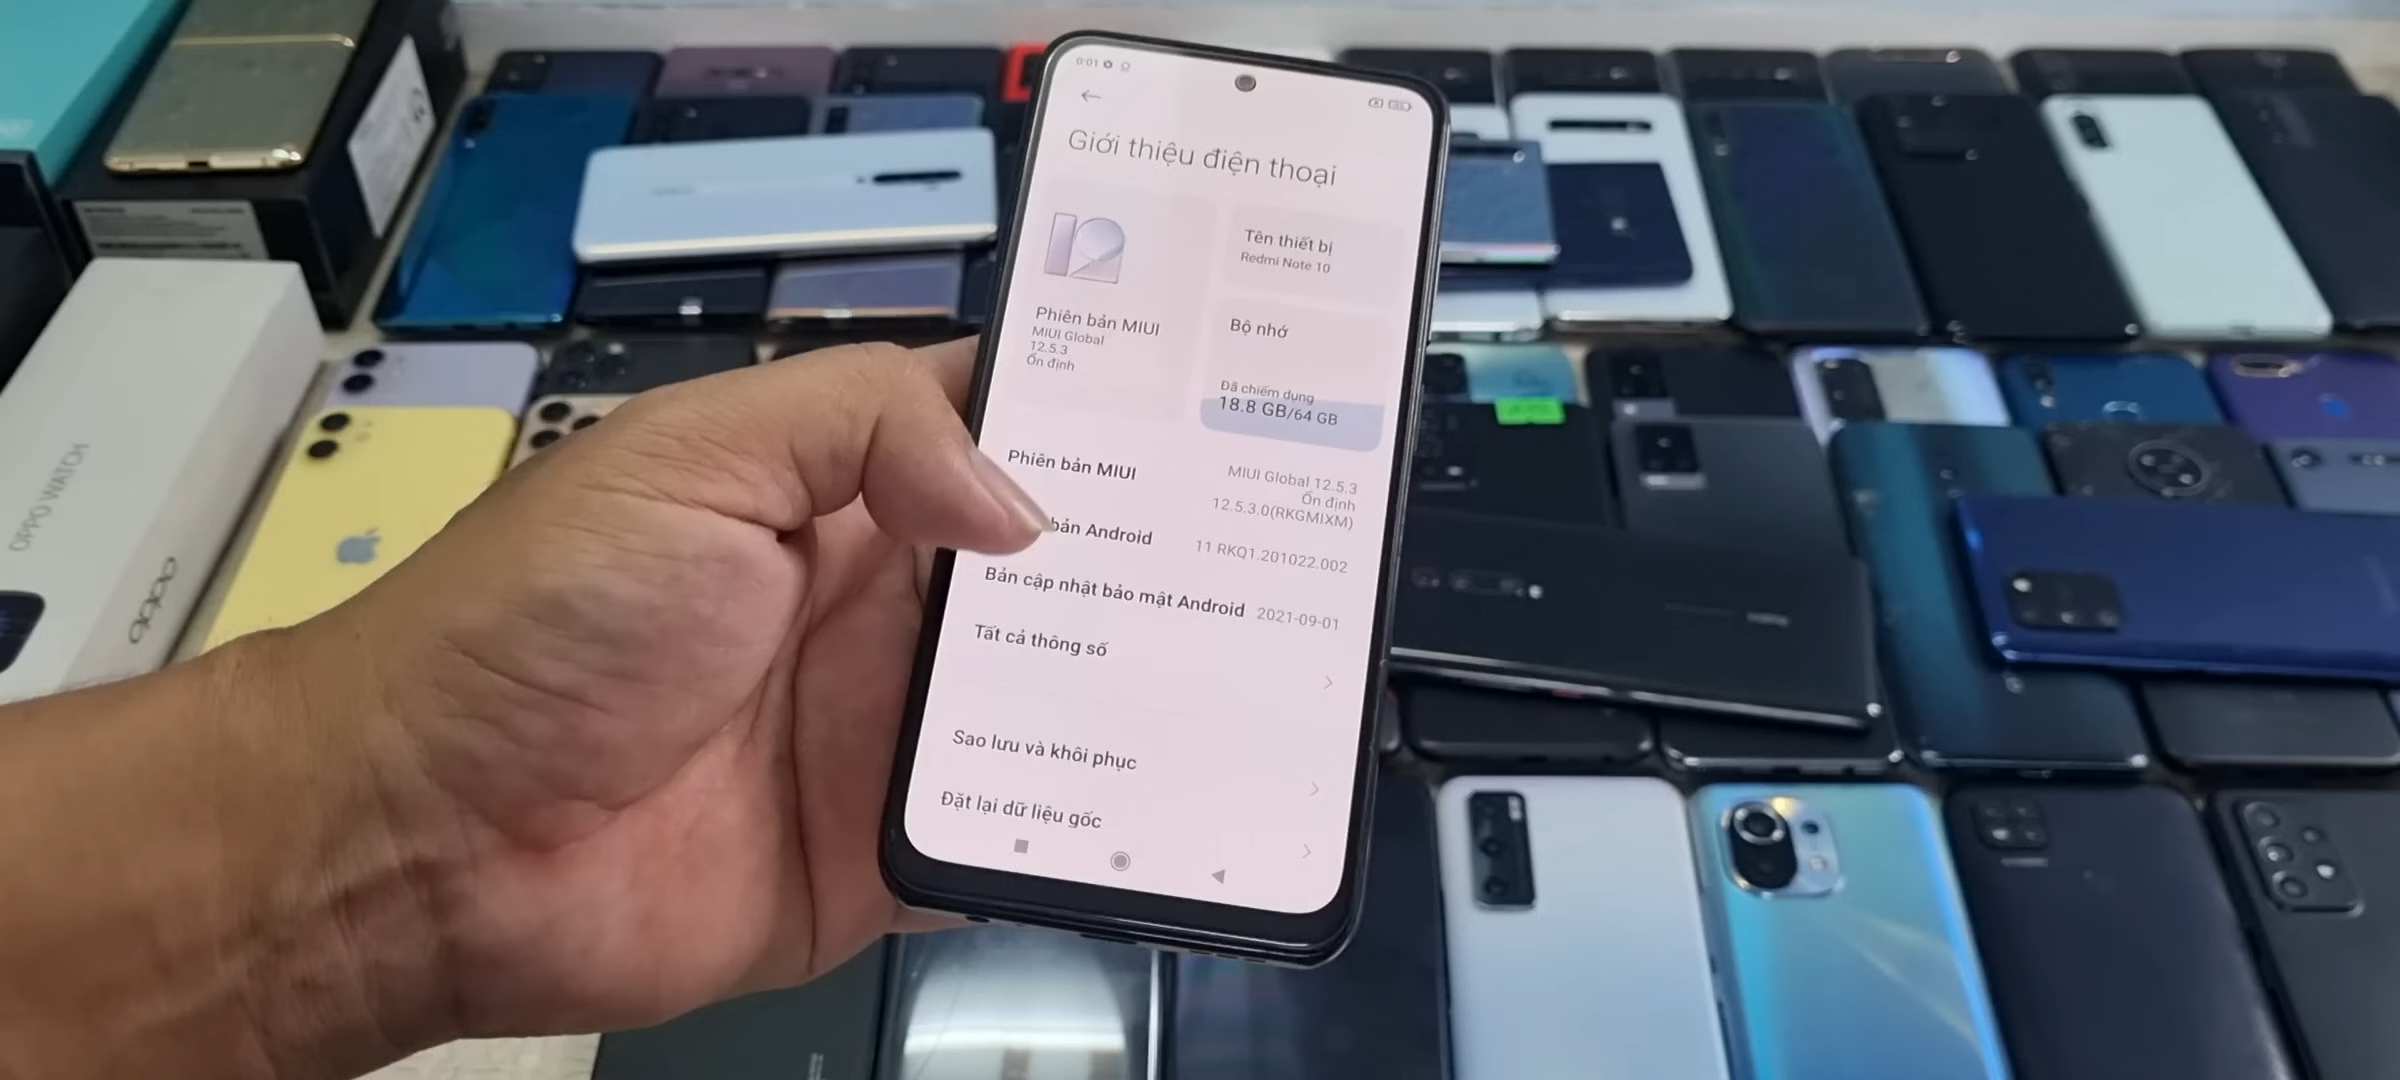 0:01
Giới thiệu điện thoại
Tên thiết bị
Redmi Note 10
Phiên bản MIUI
MIUI Global
12.5.3
Ổn định
Bộ nhớ
Đã chiếm dụng
18.8 GB/64 GB
Phiên bản MIUI
MIUI Global 12.5.3
Ổn định
12.5.3.0(RKGMIXM)
bản Android
11 RKQ1.201022.002
Bản cập nhật bảo mật Android 2021-09-01
Tất cả thông số
Sao lưu và khôi phục
Đặt lại dữ liệu gốc
OPPO WATCH
oppo